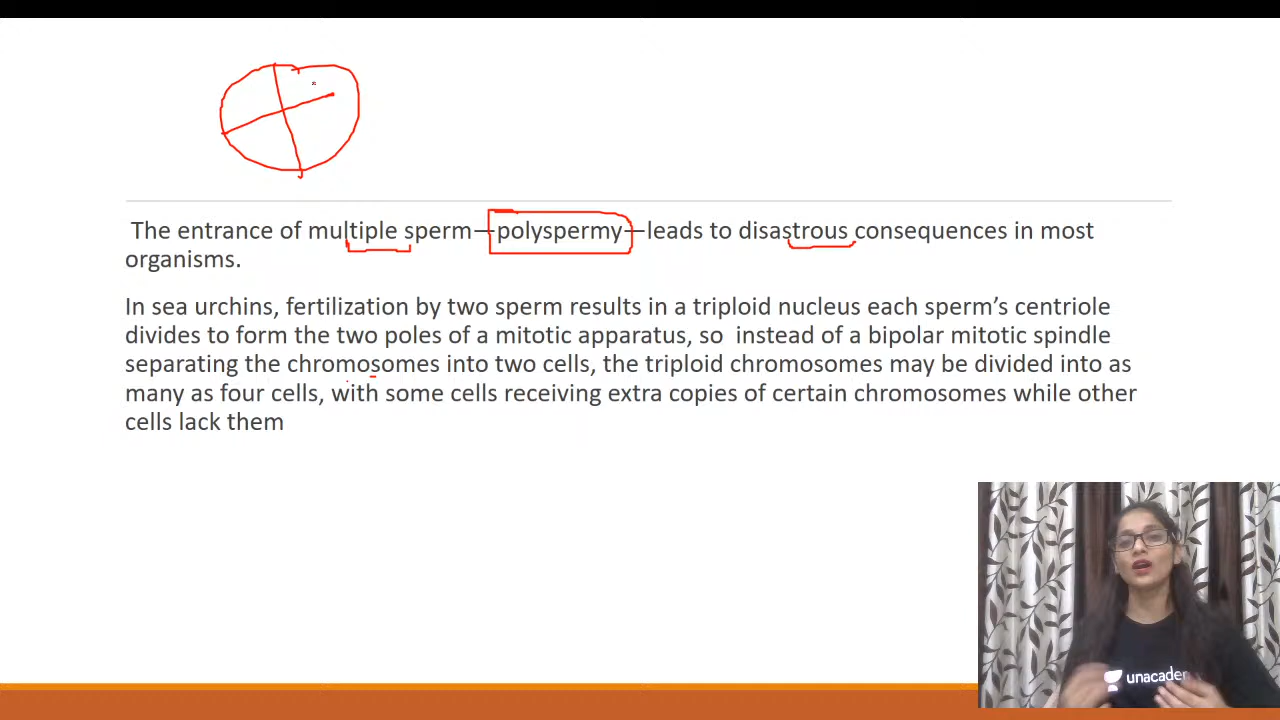 The entrance of multiple sperm—polyspermy—leads to disastrous consequences in most
organisms.
In sea urchins, fertilization by two sperm results in a triploid nucleus each sperm’s centriole
divides to form the two poles of a mitotic apparatus, so instead of a bipolar mitotic spindle
separating the chromosomes into two cells, the triploid chromosomes may be divided into as
many as four cells, with some cells receiving extra copies of certain chromosomes while other
cells lack them
unacader